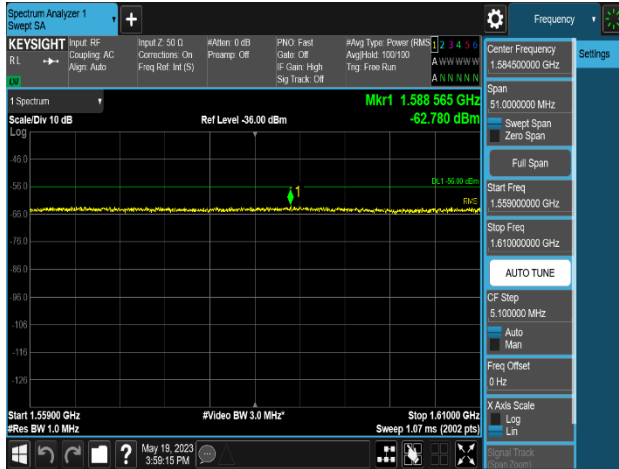 Spectrum Analyzer 1
Swept SA
+
Frequency
Settings
KEYSIGHT
RL
Input: RF
Coupling: AC
Align: Auto
Input Z: 50 Ω
Corrections: On
Freq Ref: Int (S)
#Atten: 0 dB
Preamp: Off
PNO: Fast
Gate: Off
IF Gain: High
Sig Track: Off
#Avg Type: Power (RMS
Avg|Hold: 100/100
Trig: Free Run
1 2 3 4 5 6
A W W W W W
A N N N N N
1 Spectrum
Scale/Div 10 dB
Log
Ref Level -36.00 dBm
Mkr1 1.588 565 GHz
-62.780 dBm
-46.0
-56.0
-66.0
-76.0
-86.0
-96.0
-106
-116
-126
DL1 -56.00 dBm
RMS
1
Start 1.55900 GHz
#Res BW 1.0 MHz
#Video BW 3.0 MHz*
Stop 1.61000 GHz
Sweep 1.07 ms (2002 pts)
?
May 19, 2023
3:59:15 PM
Center Frequency
1.584500000 GHz
Span
51.0000000 MHz
Swept Span
Zero Span
Full Span
Start Freq
1.559000000 GHz
Stop Freq
1.610000000 GHz
AUTO TUNE
CF Step
5.100000 MHz
Auto
Man
Freq Offset
0 Hz
X Axis Scale
Log
Lin
Signal Track
(Span Zoom)